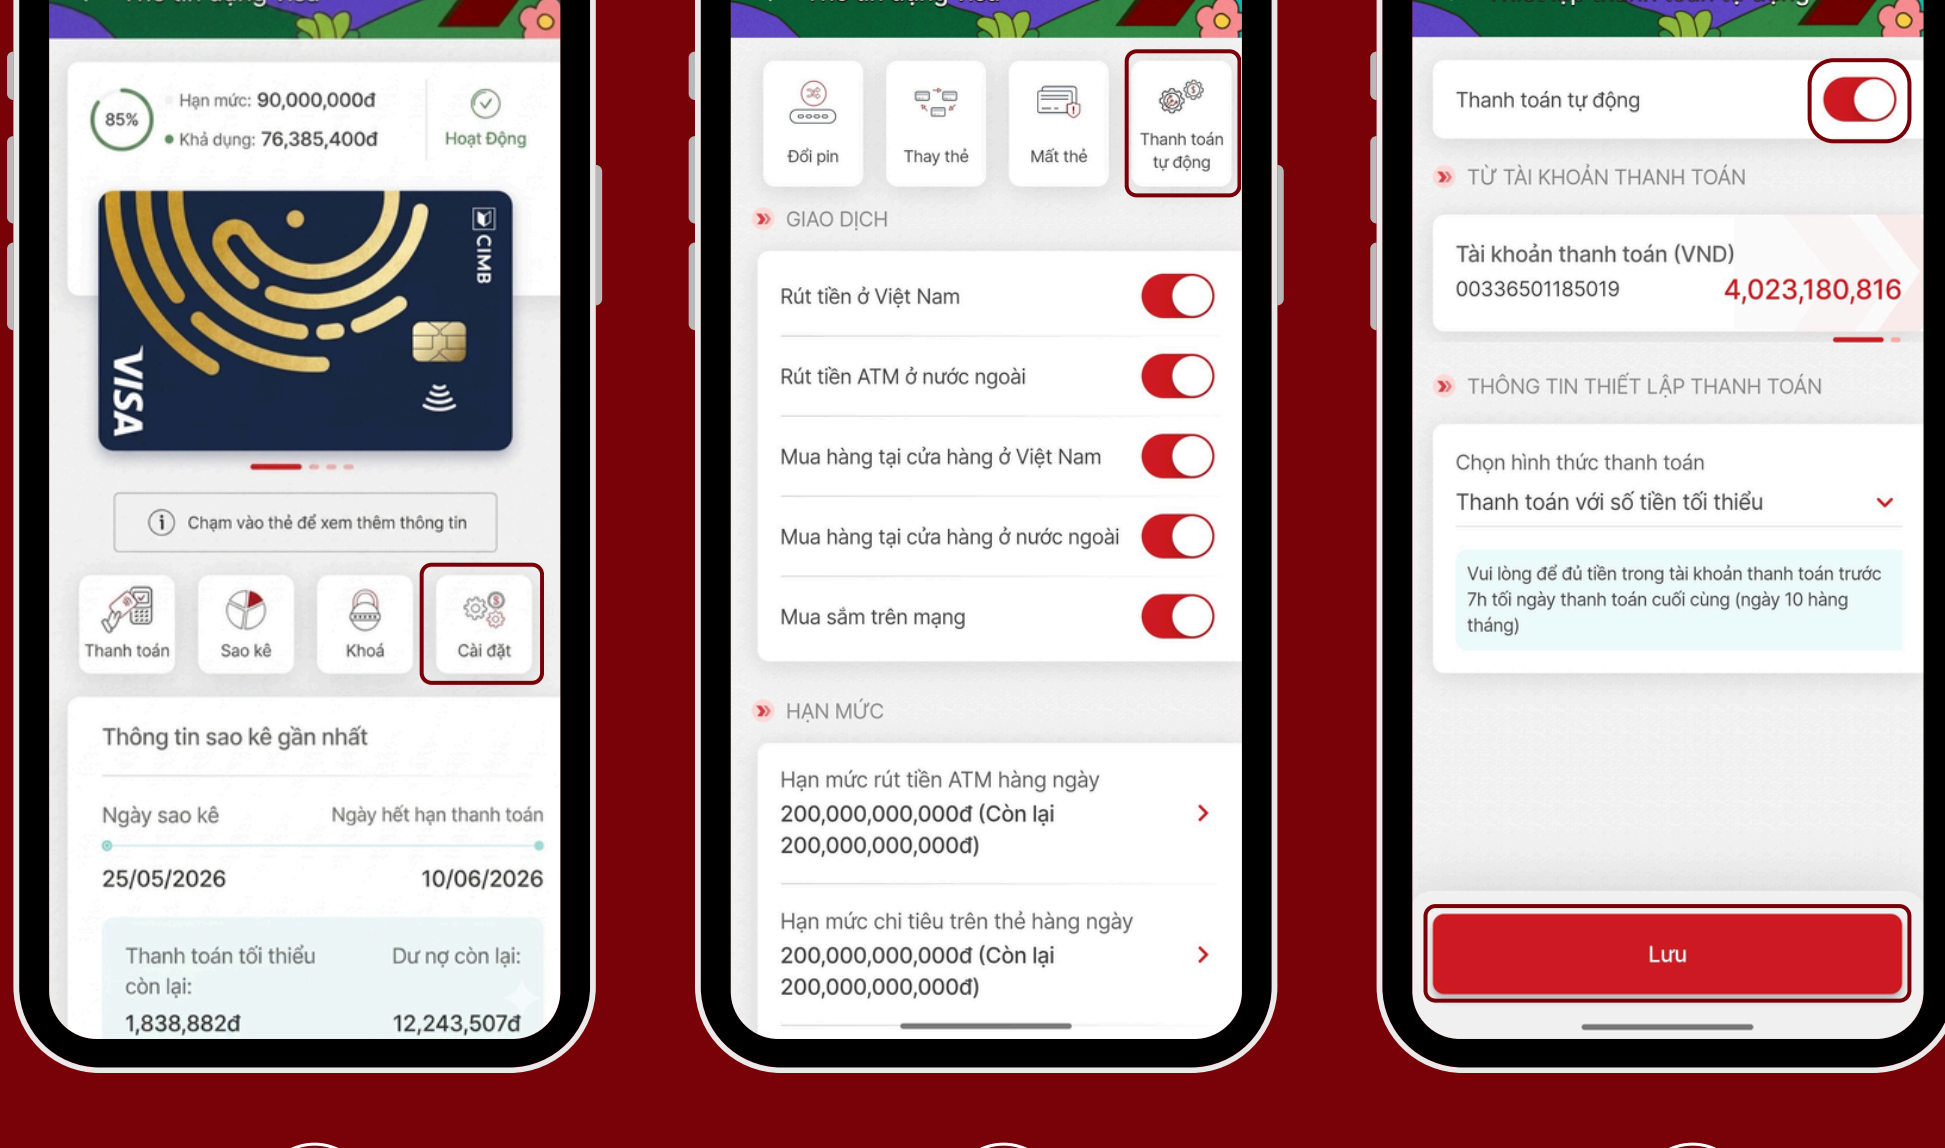 85%
Hạn mức: 90,000,000đ
Khả dụng: 76,385,400đ
Hoạt Động
CIMB
VISA
Chạm vào thẻ để xem thêm thông tin
Thanh toán
Sao kê
Khoá
Cài đặt
Thông tin sao kê gần nhất
Ngày sao kê
Ngày hết hạn thanh toán
25/05/2026
10/06/2026
Thanh toán tối thiểu
còn lại:
Dư nợ còn lại:
1,838,882đ
12,243,507đ
Đổi pin
Thay thẻ
Mất thẻ
Thanh toán
tự động
GIAO DỊCH
Rút tiền ở Việt Nam
Rút tiền ATM ở nước ngoài
Mua hàng tại cửa hàng ở Việt Nam
Mua hàng tại cửa hàng ở nước ngoài
Mua sắm trên mạng
HẠN MỨC
Hạn mức rút tiền ATM hàng ngày
200,000,000,000đ (Còn lại
200,000,000,000đ)
Hạn mức chi tiêu trên thẻ hàng ngày
200,000,000,000đ (Còn lại
200,000,000,000đ)
Thanh toán tự động
TỪ TÀI KHOẢN THANH TOÁN
Tài khoản thanh toán (VND)
00336501185019
4,023,180,816
THÔNG TIN THIẾT LẬP THANH TOÁN
Chọn hình thức thanh toán
Thanh toán với số tiền tối thiểu
Vui lòng để đủ tiền trong tài khoản thanh toán trước
7h tối ngày thanh toán cuối cùng (ngày 10 hàng
tháng)
Lưu